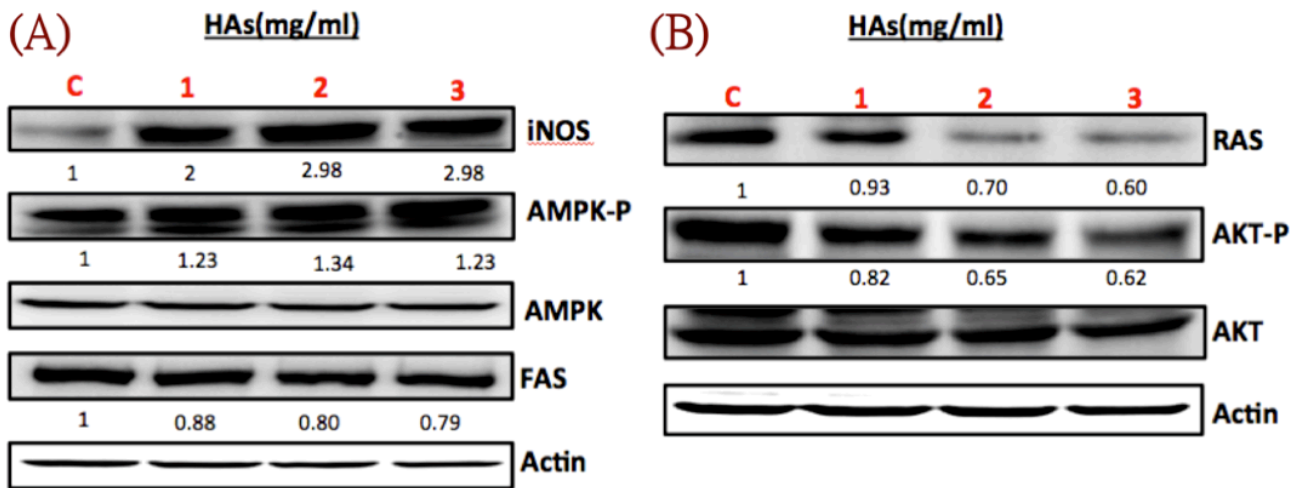 (A)
HAs(mg/ml)
C 1 2 3
iNOS
1 2 2.98 2.98
AMPK-P
1 1.23 1.34 1.23
AMPK
FAS
1 0.88 0.80 0.79
Actin
(B)
HAs(mg/ml)
C 1 2 3
RAS
1 0.93 0.70 0.60
AKT-P
1 0.82 0.65 0.62
AKT
Actin